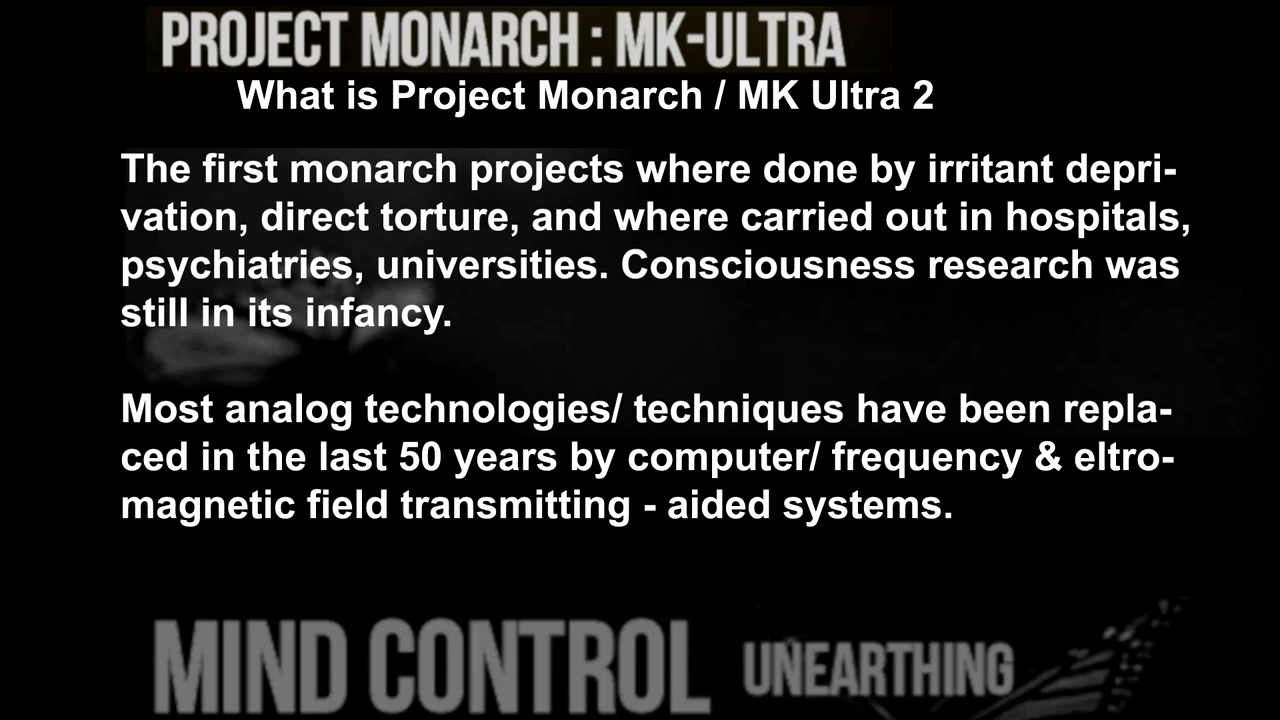 PROJECT MONARCH : MK-ULTRA
What is Project Monarch / MK Ultra 2
The first monarch projects where done by irritant depri-
vation, direct torture, and where carried out in hospitals,
psychiatries, universities. Consciousness research was
still in its infancy.
Most analog technologies/ techniques have been repla-
ced in the last 50 years by computer/ frequency & eltro-
magnetic field transmitting - aided systems.
MIND CONTROL UNEARTHING